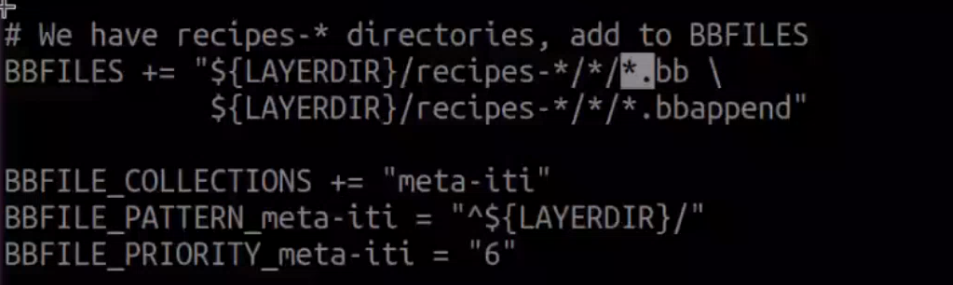 # We have recipes-* directories, add to BBFILES
BBFILES += "${LAYERDIR}/recipes-*/*/*.bb \
${LAYERDIR}/recipes-*/*/*.bbappend"
BBFILE_COLLECTIONS += "meta-iti"
BBFILE_PATTERN_meta-iti = "^${LAYERDIR}/"
BBFILE_PRIORITY_meta-iti = "6"